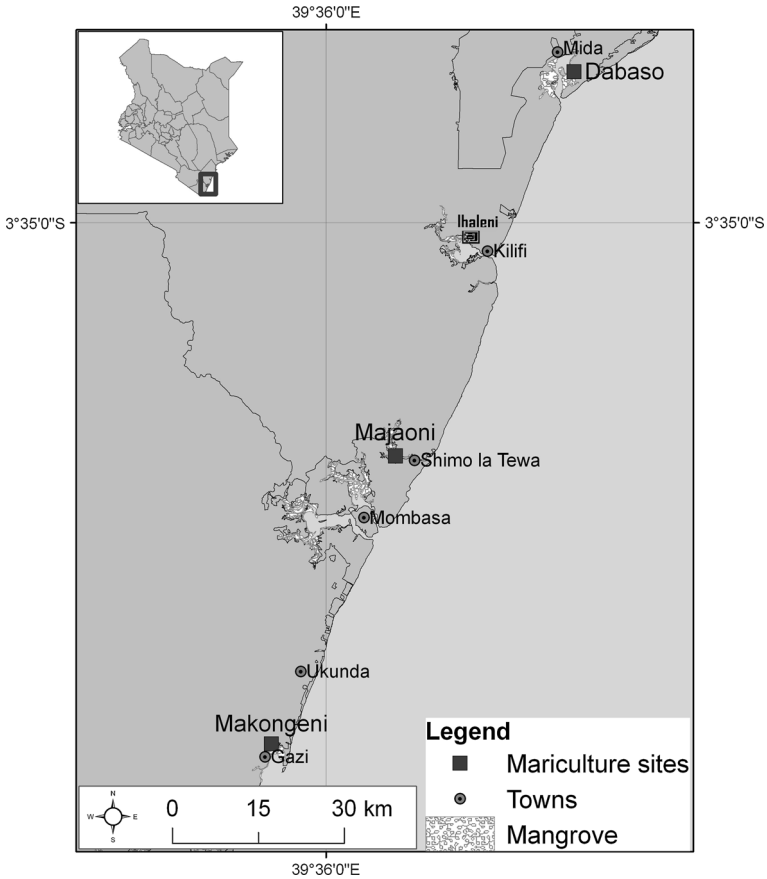 39°36'0"E
Mida
Dabaso
3°35'0"S
3°35'0"S
Ihaleni
Kilifi
Majaoni
Shimo la Tewa
Mombasa
Ukunda
Makongeni
Gazi
Legend
Mariculture sites
Towns
Mangrove
N
W E
S
0 15 30 km
39°36'0"E